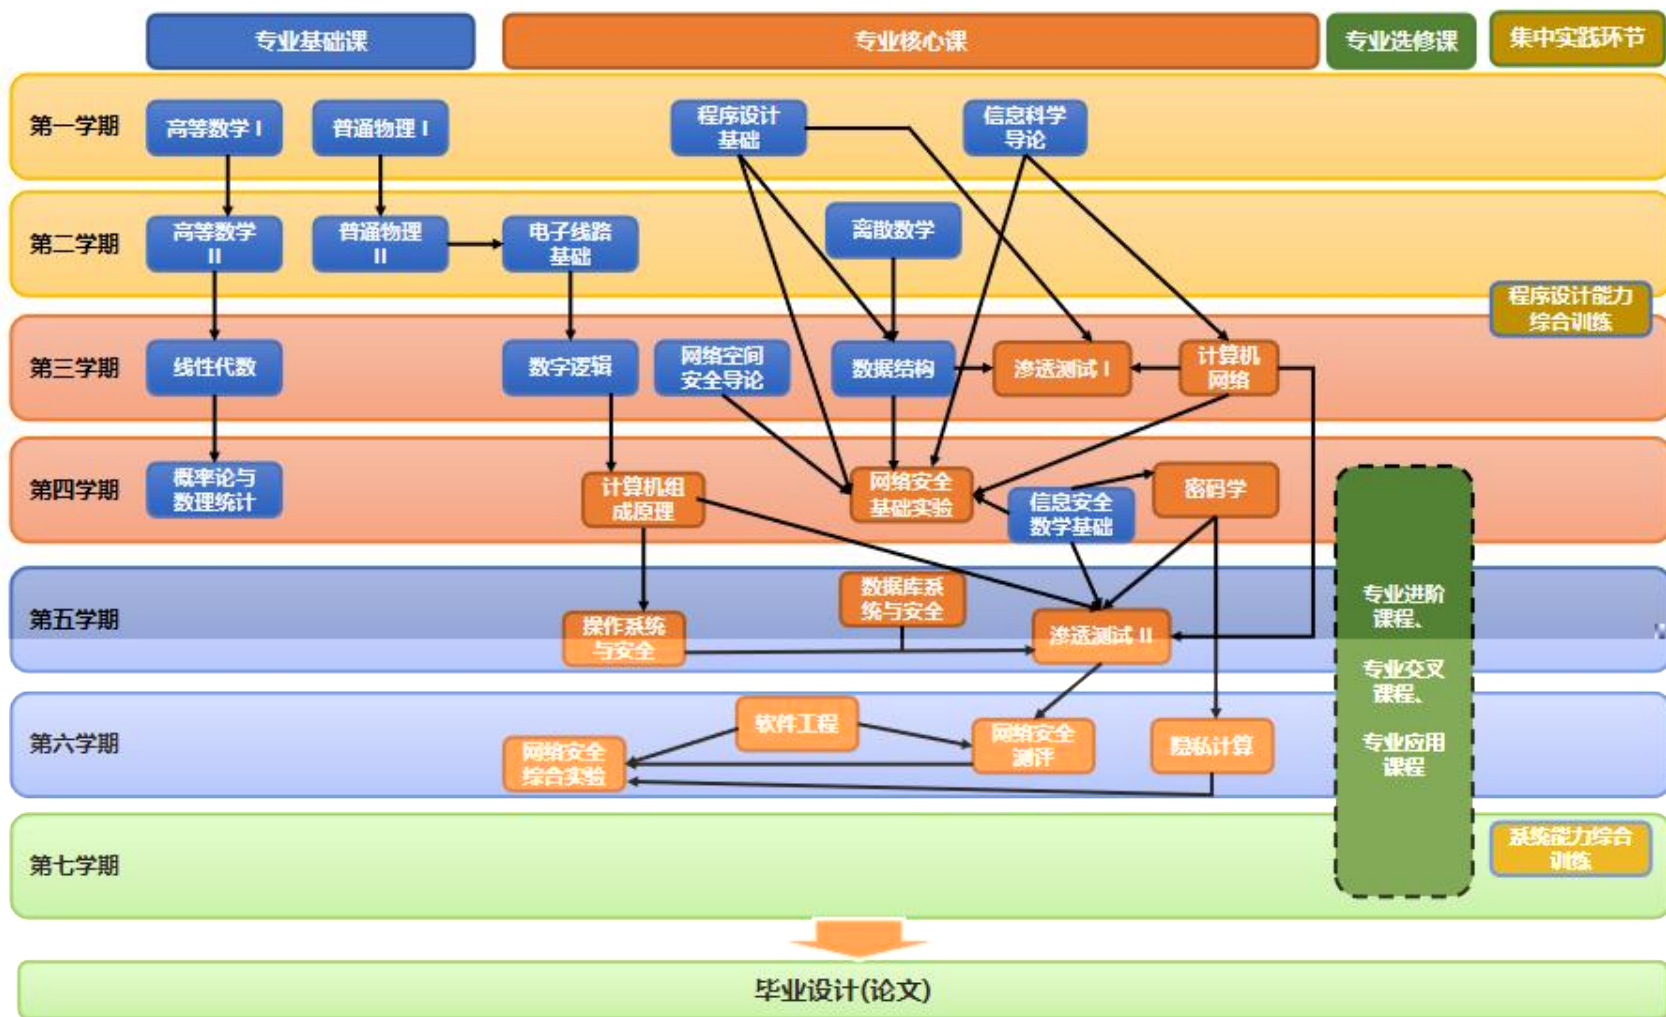 专业基础课
专业核心课
专业选修课
集中实践环节
第一学期
高等数学 I
普通物理 I
程序设计
基础
信息科学
导论
第二学期
高等数学
II
普通物理
II
电子线路
基础
离散数学
程序设计能力
综合训练
第三学期
线性代数
数字逻辑
网络空间
安全导论
数据结构
渗透测试 I
计算机
网络
第四学期
概率论与
数理统计
计算机组
成原理
网络安全
基础实验
信息安全
数学基础
密码学
第五学期
操作系统
与安全
数据库系
统与安全
渗透测试 II
专业进阶
课程、
专业交叉
课程、
专业应用
课程
第六学期
网络安全
综合实验
软件工程
网络安全
测评
隐私计算
第七学期
系统能力综合
训练
毕业设计(论文)